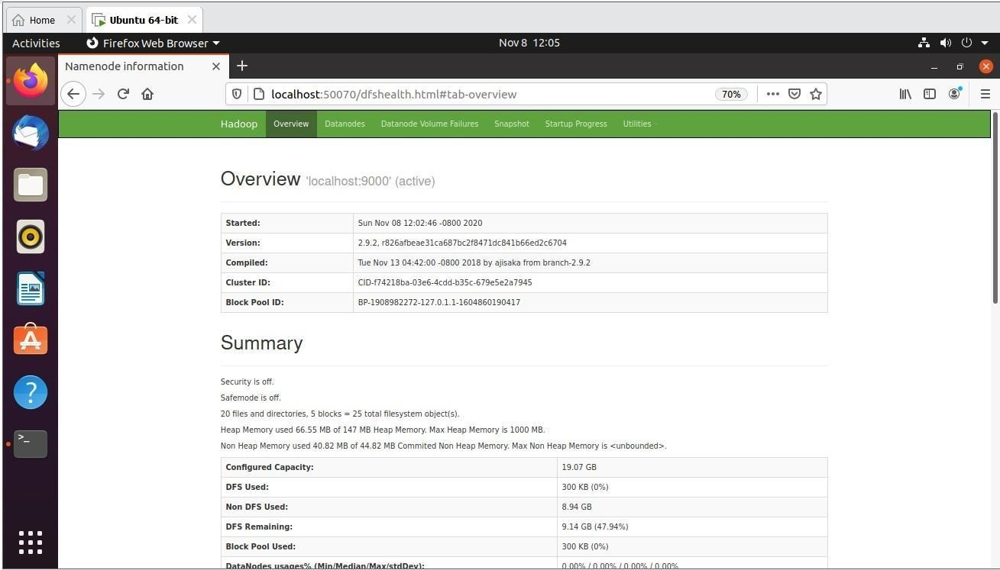 Home
Ubuntu 64-bit
Activities
Firefox Web Browser
Nov 8 12:05
Namenode information
localhost:50070/dfshealth.html#tab-overview
70%
Hadoop Overview Datanodes Datanode Volume Failures Snapshot Startup Progress Utilities
Overview 'localhost:9000' (active)
Started: Sun Nov 08 12:02:46 -0800 2020
Version: 2.9.2, r826afbeae31ca687bc2f8471dc841b66ed2c6704
Compiled: Tue Nov 13 04:42:00 -0800 2018 by ajisaka from branch-2.9.2
Cluster ID: CID-f74218ba-03e6-4cdd-b35c-679e5e2a7945
Block Pool ID: BP-1908982272-127.0.1.1-1604860190417
Summary
Security is off.
Safemode is off.
20 files and directories, 5 blocks = 25 total filesystem object(s).
Heap Memory used 66.55 MB of 147 MB Heap Memory. Max Heap Memory is 1000 MB.
Non Heap Memory used 40.82 MB of 44.82 MB Commited Non Heap Memory. Max Non Heap Memory is <unbounded>.
Configured Capacity: 19.07 GB
DFS Used: 300 KB (0%)
Non DFS Used: 8.94 GB
DFS Remaining: 9.14 GB (47.94%)
Block Pool Used: 300 KB (0%)
DataNodes usages% (Min/Median/Max/stdDev): 0.00% / 0.00% / 0.00% / 0.00%